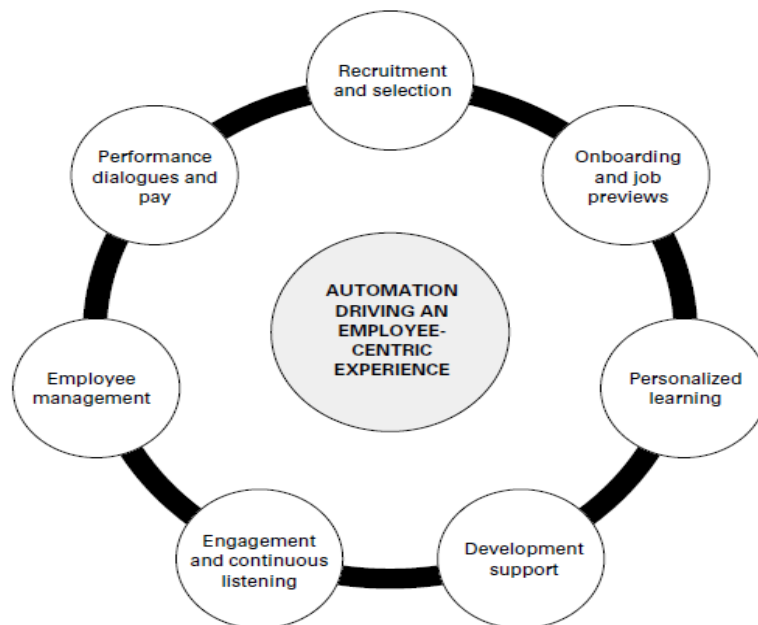 Recruitment
and selection
Onboarding
and job
previews
Personalized
learning
Development
support
Engagement
and continuous
listening
Employee
management
Performance
dialogues and
pay
AUTOMATION
DRIVING AN
EMPLOYEE-
CENTRIC
EXPERIENCE